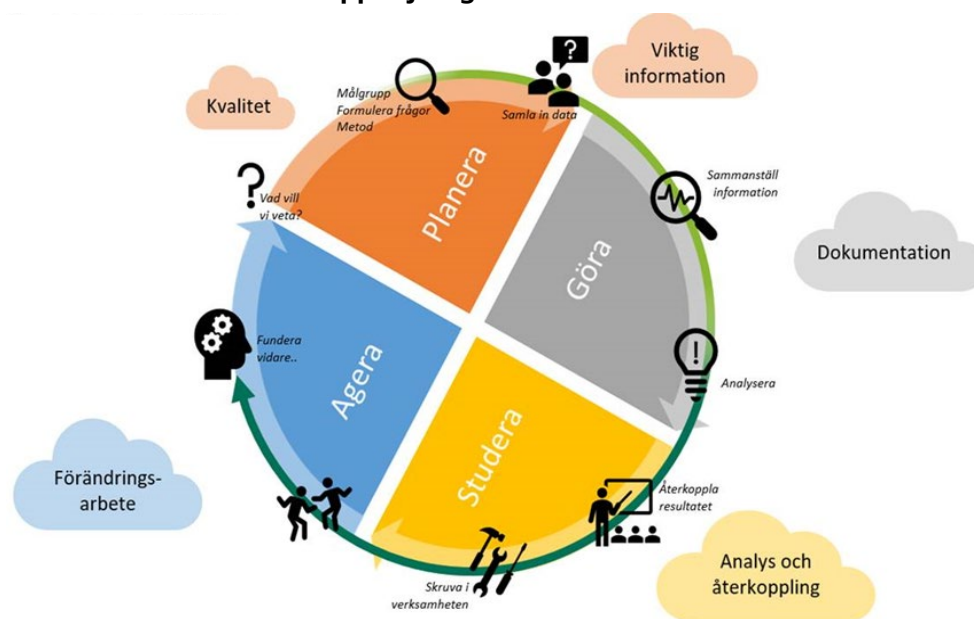 Viktig
information
Kvalitet
Målgrupp
Formulera frågor
Metod
Samla in data
Vad vill
vi veta?
Planera
Sammanställ
information
Göra
Dokumentation
Fundera
vidare..
Agera
Analysera
Studera
Förändrings-
arbete
Återkoppla
resultatet
Skruva i
verksamheten
Analys och
återkoppling